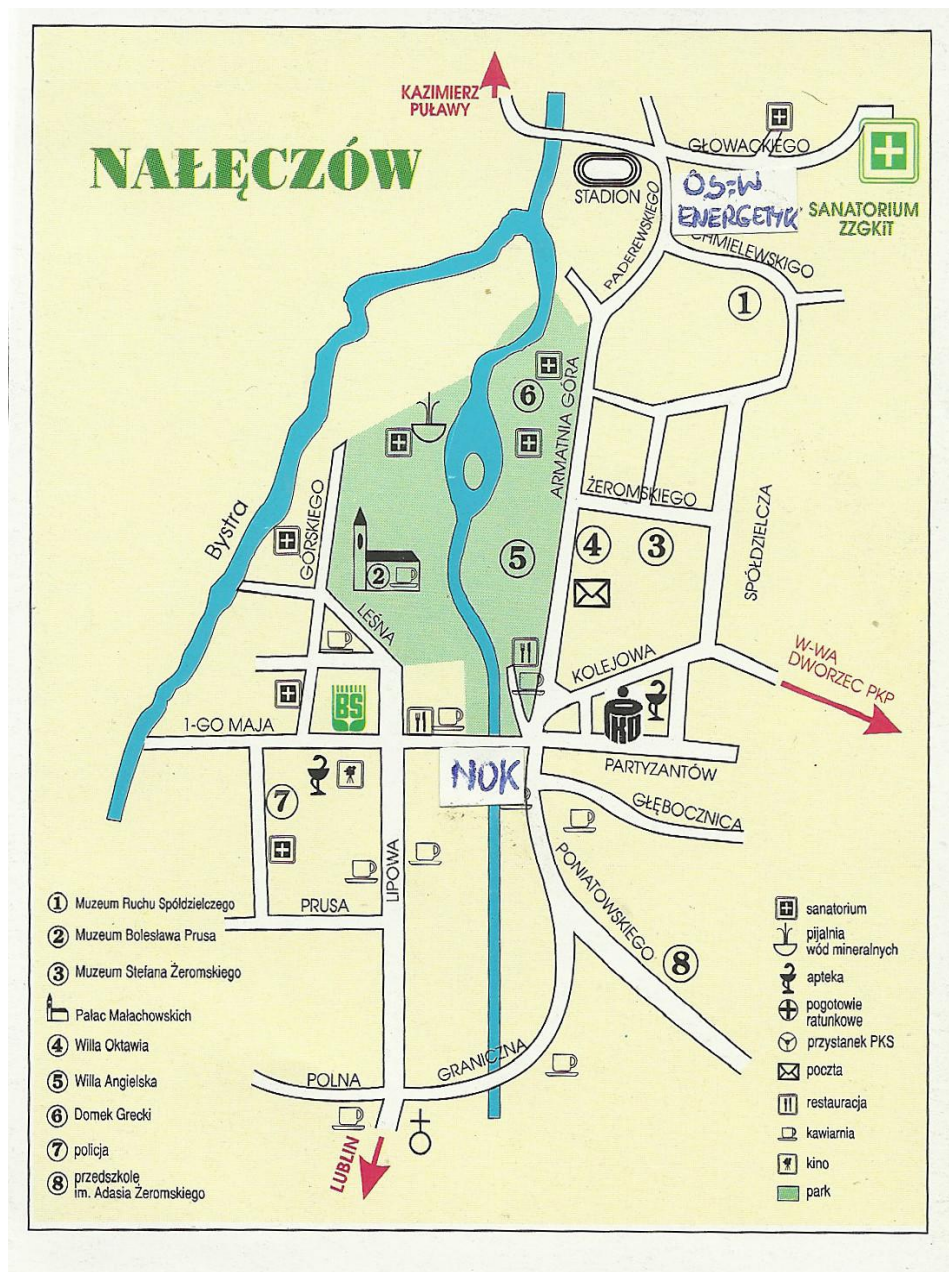 KAZIMIERZ
PUŁAWY
NAŁĘCZÓW
GŁOWACKIEGO
STADION
OŚ-W
ENERGETYK
SANATORIUM
ZZGKiT
PADEREWSKIEGO
CHMIELEWSKIGO
1
6
ARMATNIA GÓRA
ŻEROMSKIEGO
Bystra
GÓRSKIEGO
SPÓŁDZIELCZA
2
5
4
3
LEŚNA
KOLEJOWA
W-WA
DWORZEC PKP
BS
1-GO MAJA
PARTYZANTÓW
NOK
GŁĘBOCZNICA
7
LIPOWA
PONIATOWSKIEGO
PRUSA
8
POLNA
GRANICZNA
LUBLIN
1 Muzeum Ruchu Spółdzielczego
2 Muzeum Bolesława Prusa
3 Muzeum Stefana Żeromskiego
Pałac Małachowskich
4 Willa Oktawia
5 Willa Angielska
6 Domek Grecki
7 policja
8 przedszkole
im. Adasia Żeromskiego
sanatorium
pijalnia
wód mineralnych
apteka
pogotowie
ratunkowe
przystanek PKS
poczta
restauracja
kawiarnia
kino
park